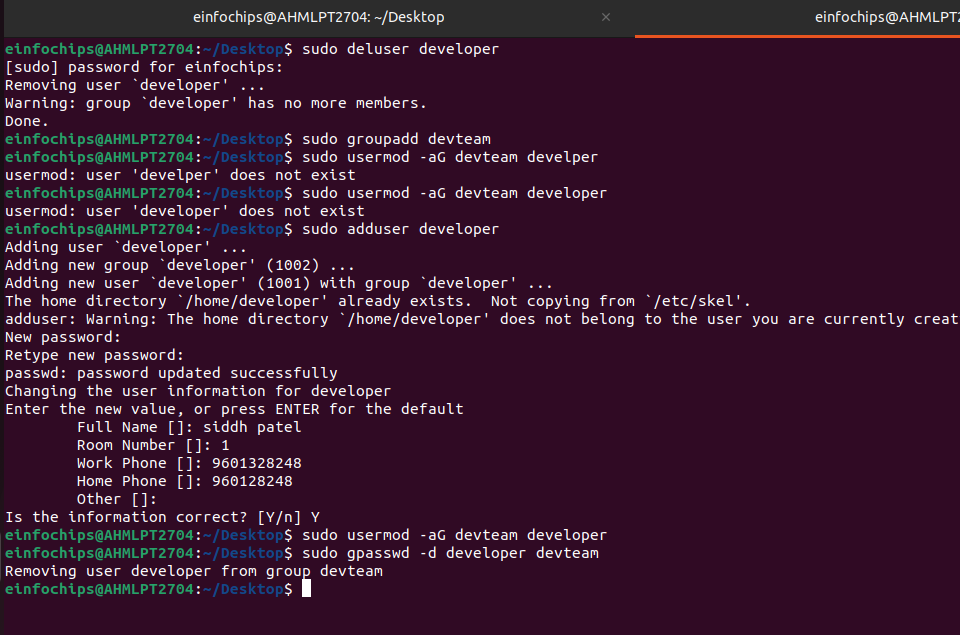 einfochips@AHMLPT2704: ~/Desktop × einfochips@AHMLPT2
einfochips@AHMLPT2704:~/Desktop$ sudo deluser developer
[sudo] password for einfochips:
Removing user `developer' ...
Warning: group `developer' has no more members.
Done.
einfochips@AHMLPT2704:~/Desktop$ sudo groupadd devteam
einfochips@AHMLPT2704:~/Desktop$ sudo usermod -aG devteam develper
usermod: user 'develper' does not exist
einfochips@AHMLPT2704:~/Desktop$ sudo usermod -aG devteam developer
usermod: user 'developer' does not exist
einfochips@AHMLPT2704:~/Desktop$ sudo adduser developer
Adding user `developer' ...
Adding new group `developer' (1002) ...
Adding new user `developer' (1001) with group `developer' ...
The home directory `/home/developer' already exists.  Not copying from `/etc/skel'.
adduser: Warning: The home directory `/home/developer' does not belong to the user you are currently creat
New password:
Retype new password:
passwd: password updated successfully
Changing the user information for developer
Enter the new value, or press ENTER for the default
        Full Name []: siddh patel
        Room Number []: 1
        Work Phone []: 9601328248
        Home Phone []: 960128248
        Other []:
Is the information correct? [Y/n] Y
einfochips@AHMLPT2704:~/Desktop$ sudo usermod -aG devteam developer
einfochips@AHMLPT2704:~/Desktop$ sudo gpasswd -d developer devteam
Removing user developer from group devteam
einfochips@AHMLPT2704:~/Desktop$